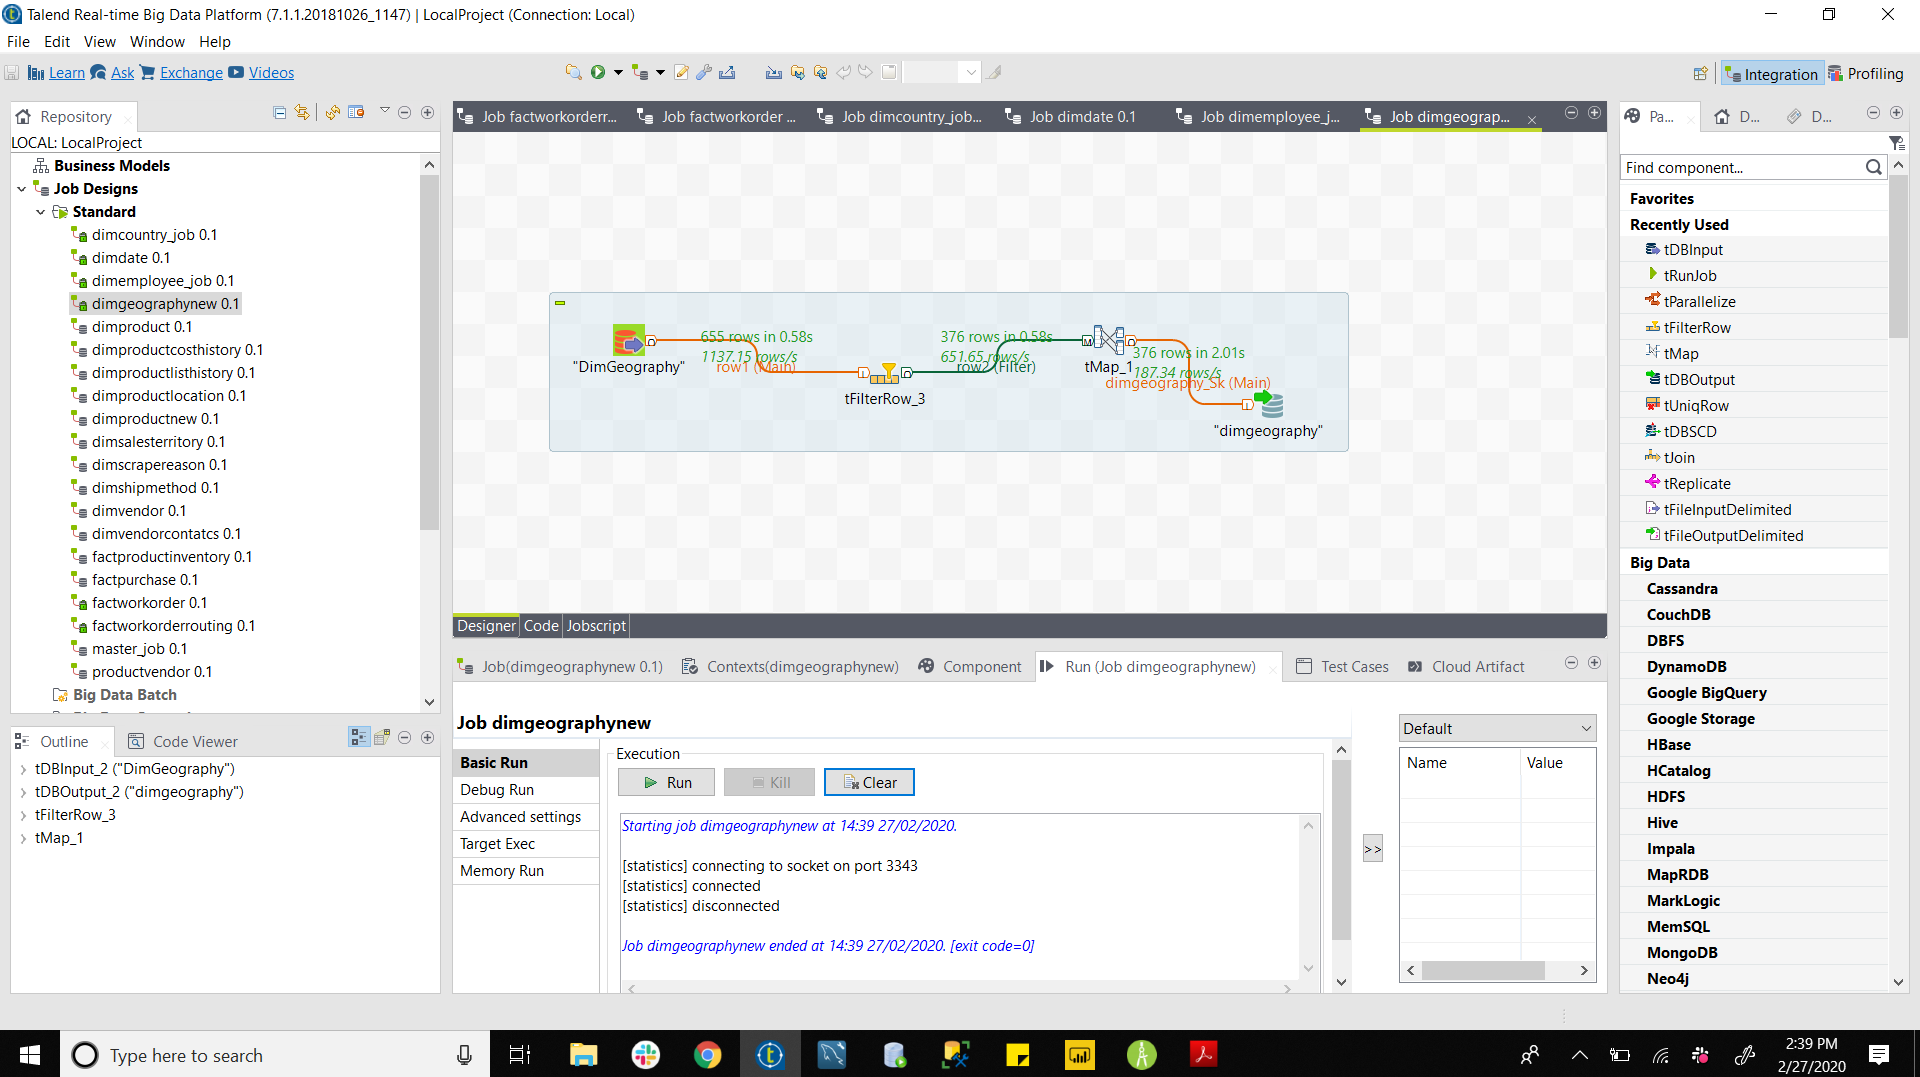 Talend Real-time Big Data Platform (7.1.1.20181026_1147) | LocalProject (Connection: Local)
File Edit View Window Help
Learn Ask Exchange Videos
Integration Profiling
Repository
LOCAL: LocalProject
Business Models
Job Designs
Standard
dimcountry_job 0.1
dimdate 0.1
dimemployee_job 0.1
dimgeographynew 0.1
dimproduct 0.1
dimproductcosthistory 0.1
dimproductlisthistory 0.1
dimproductlocation 0.1
dimproductnew 0.1
dimsalesterritory 0.1
dimscrapereason 0.1
dimshipmethod 0.1
dimvendor 0.1
dimvendorcontatcs 0.1
factproductinventory 0.1
factpurchase 0.1
factworkorder 0.1
factworkorderrouting 0.1
master_job 0.1
productvendor 0.1
Big Data Batch
Outline Code Viewer
tDBInput_2 ("DimGeography")
tDBOutput_2 ("dimgeography")
tFilterRow_3
tMap_1
Job factworkorderr... Job factworkorder ... Job dimcountry_job... Job dimdate 0.1 Job dimemployee_j... Job dimgeograp...
655 rows in 0.58s
1137.15 rows/s
row1 (Main)
"DimGeography"
tFilterRow_3
376 rows in 0.58s
651.65 rows/s
row2 (Filter)
tMap_1
376 rows in 2.01s
187.34 rows/s
dimgeography_Sk (Main)
"dimgeography"
Designer Code Jobscript
Job(dimgeographynew 0.1) Contexts(dimgeographynew) Component Run (Job dimgeographynew) Test Cases Cloud Artifact
Job dimgeographynew
Basic Run
Debug Run
Advanced settings
Target Exec
Memory Run
Execution
Run Kill Clear
Starting job dimgeographynew at 14:39 27/02/2020.
[statistics] connecting to socket on port 3343
[statistics] connected
[statistics] disconnected
Job dimgeographynew ended at 14:39 27/02/2020. [exit code=0]
>>
Default
Name Value
Pa... D... D...
Find component...
Favorites
Recently Used
tDBInput
tRunJob
tParallelize
tFilterRow
tMap
tDBOutput
tUniqRow
tDBSCD
tJoin
tReplicate
tFileInputDelimited
tFileOutputDelimited
Big Data
Cassandra
CouchDB
DBFS
DynamoDB
Google BigQuery
Google Storage
HBase
HCatalog
HDFS
Hive
Impala
MapRDB
MarkLogic
MemSQL
MongoDB
Neo4j
Type here to search
2:39 PM
2/27/2020